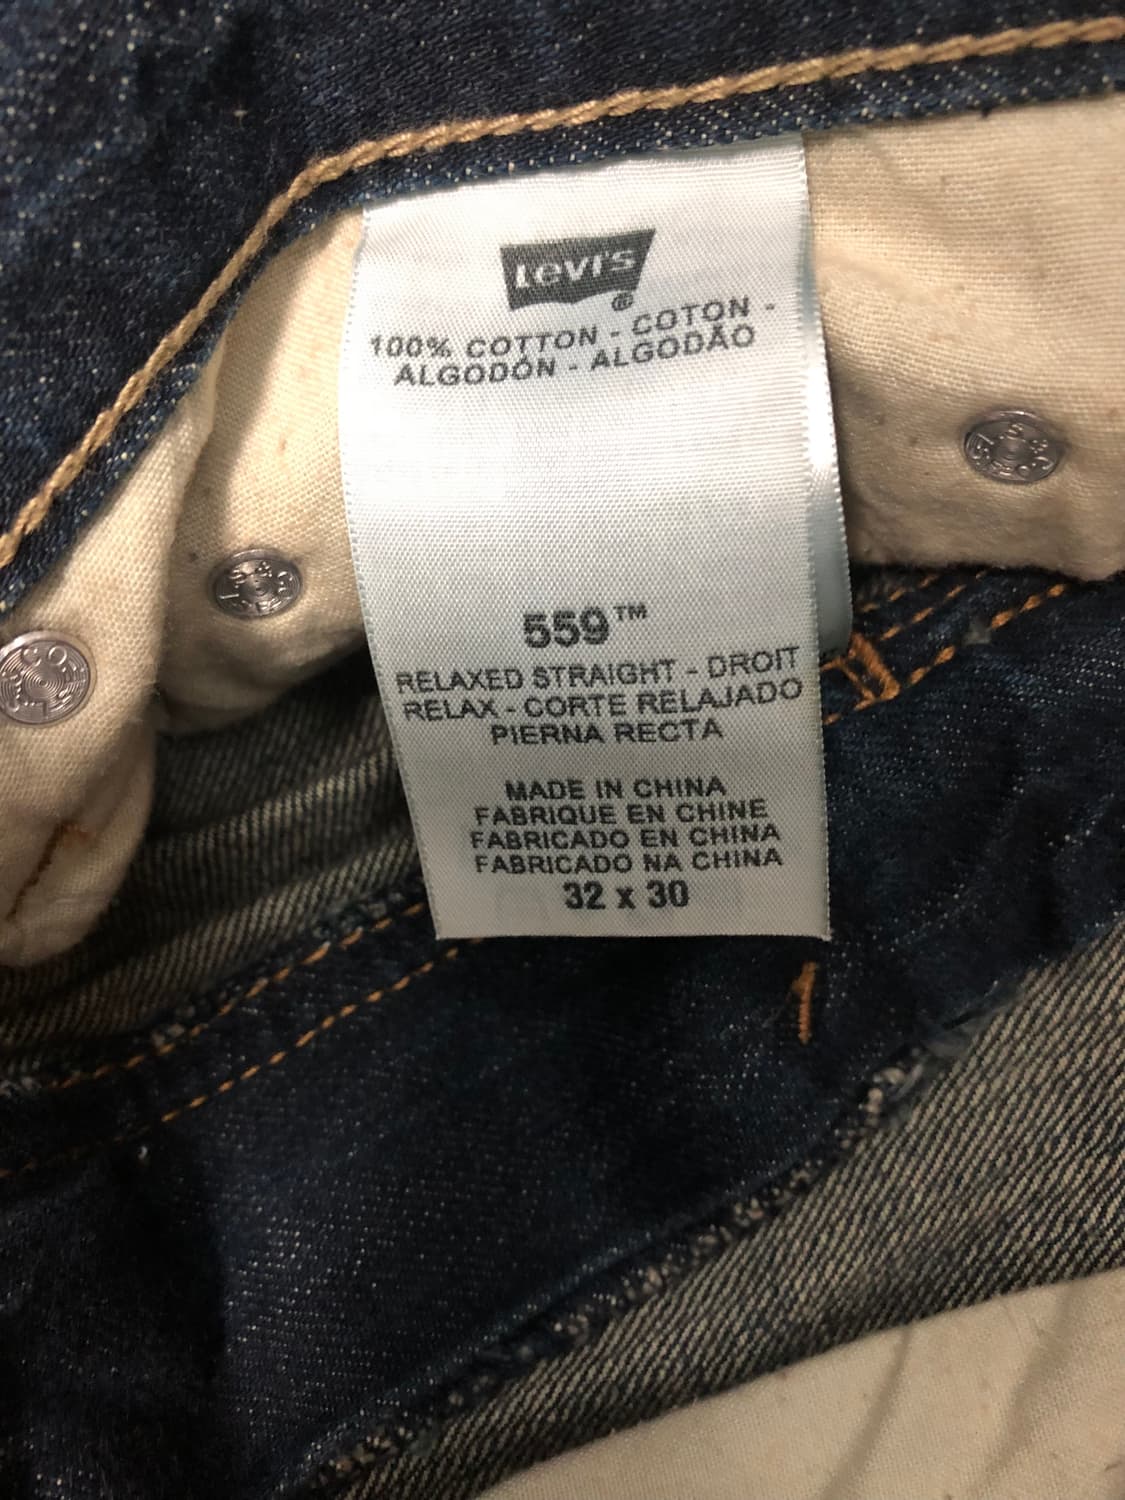 Levi's
®
100% COTTON - COTON -
ALGODÓN - ALGODÃO
559™
RELAXED STRAIGHT - DROIT
RELAX - CORTE RELAJADO
PIERNA RECTA
MADE IN CHINA
FABRIQUE EN CHINE
FABRICADO EN CHINA
FABRICADO NA CHINA
32 x 30